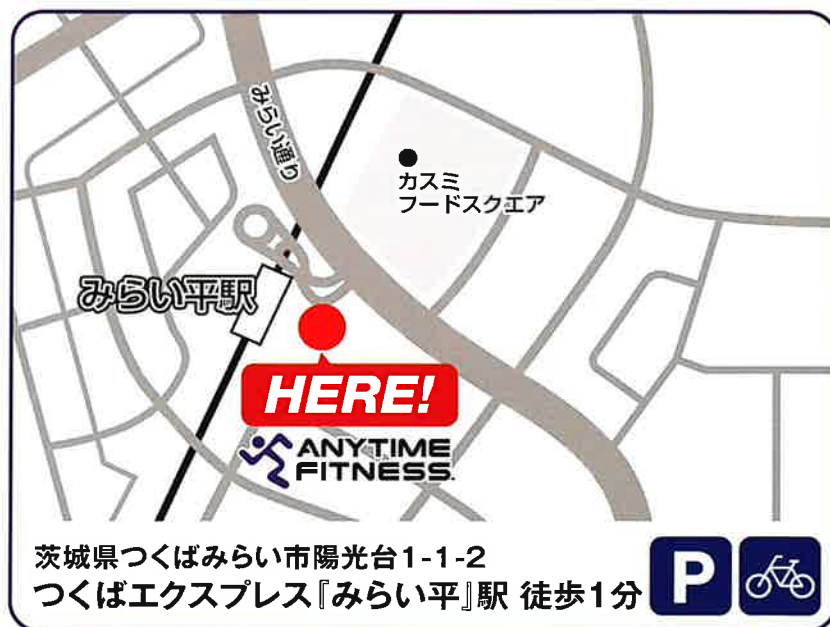 みらい通り
カスミ
フードスクエア
みらい平駅
HERE!
ANYTIME
FITNESS.
茨城県つくばみらい市陽光台1-1-2
つくばエクスプレス『みらい平』駅 徒歩1分
P